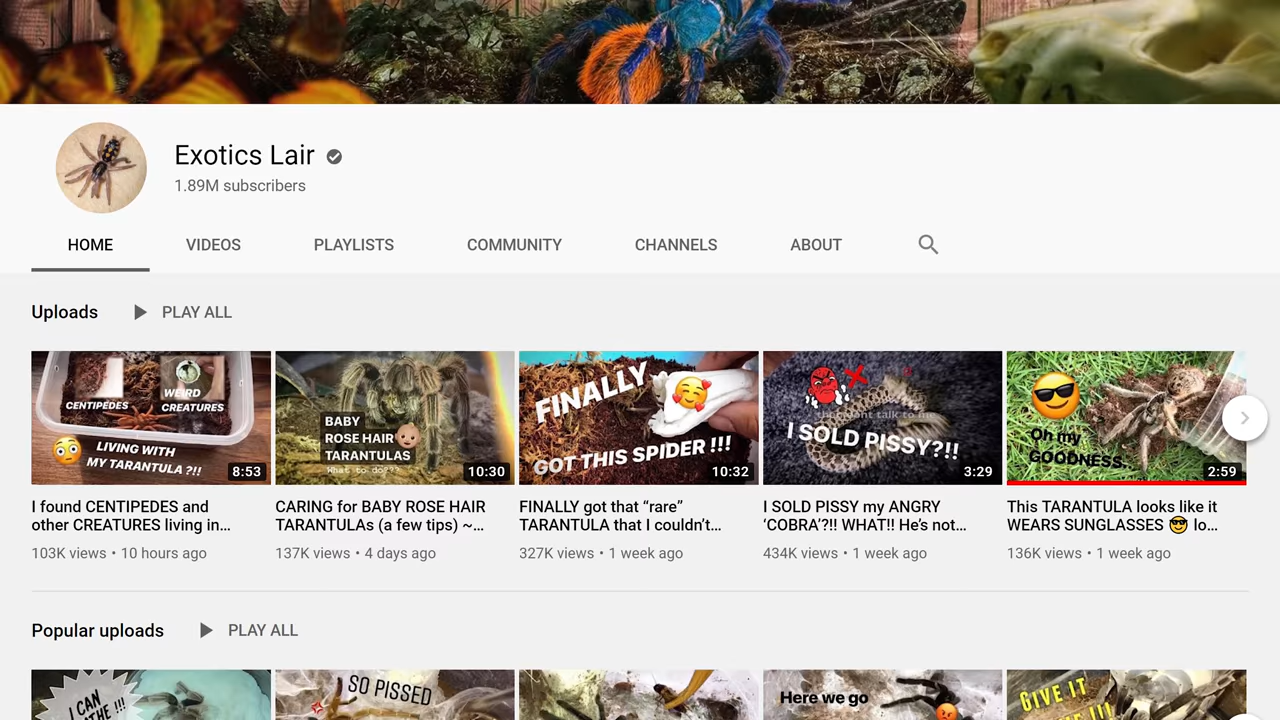 Exotics Lair
1.89M subscribers
HOME VIDEOS PLAYLISTS COMMUNITY CHANNELS ABOUT
Uploads PLAY ALL
CENTIPEDES
WEIRD
CREATURES
LIVING WITH
MY TARANTULA ?!!
8:53
BABY
ROSE HAIR
TARANTULAS
What to do???
10:30
FINALLY
GOT THIS SPIDER !!!
10:32
I SOLD PISSY?!!
3:29
Oh my
GOODNESS..
2:59
I found CENTIPEDES and
other CREATURES living in...
103K views • 10 hours ago
CARING for BABY ROSE HAIR
TARANTULAs (a few tips) ~...
137K views • 4 days ago
FINALLY got that “rare”
TARANTULA that I couldn’t...
327K views • 1 week ago
I SOLD PISSY my ANGRY
‘COBRA’?!! WHAT!! He’s not...
434K views • 1 week ago
This TARANTULA looks like it
WEARS SUNGLASSES 😎 lo...
136K views • 1 week ago
Popular uploads PLAY ALL
I CAN
SO PISSED
Here we go
GIVE IT